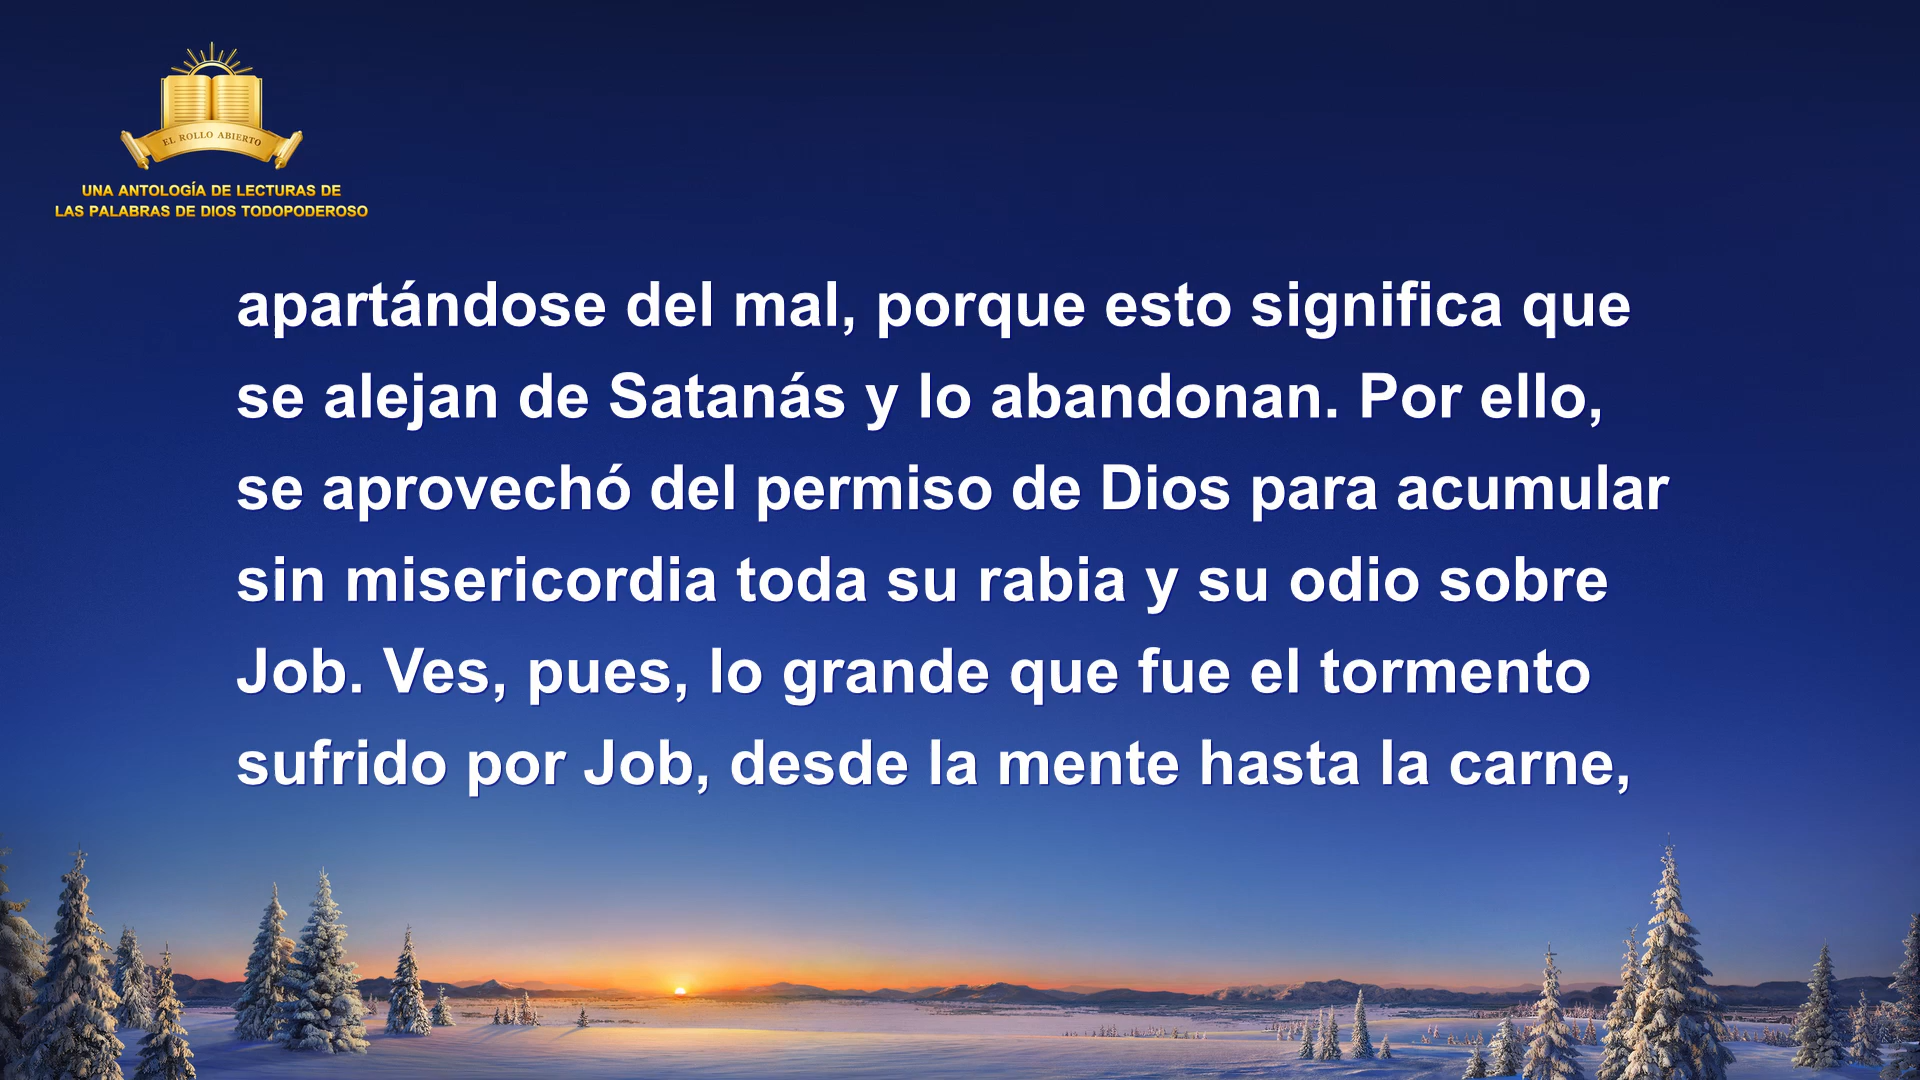 EL ROLLO ABIERTO
UNA ANTOLOGÍA DE LECTURAS DE
LAS PALABRAS DE DIOS TODOPODEROSO
apartándose del mal, porque esto significa que
se alejan de Satanás y lo abandonan. Por ello,
se aprovechó del permiso de Dios para acumular
sin misericordia toda su rabia y su odio sobre
Job. Ves, pues, lo grande que fue el tormento
sufrido por Job, desde la mente hasta la carne,